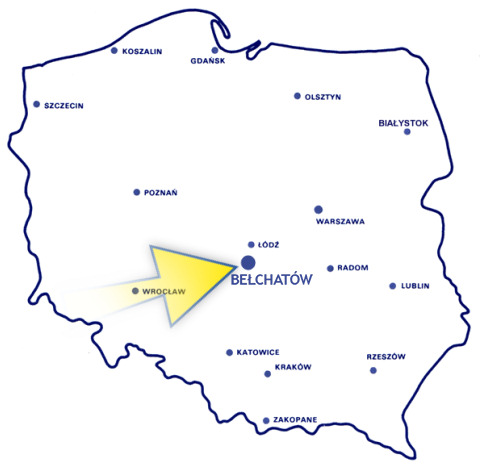 KOSZALIN
GDAŃSK
OLSZTYN
SZCZECIN
BIAŁYSTOK
POZNAŃ
WARSZAWA
ŁÓDŹ
RADOM
BEŁCHATÓW
LUBLIN
WROCŁAW
KATOWICE
RZESZÓW
KRAKÓW
ZAKOPANE